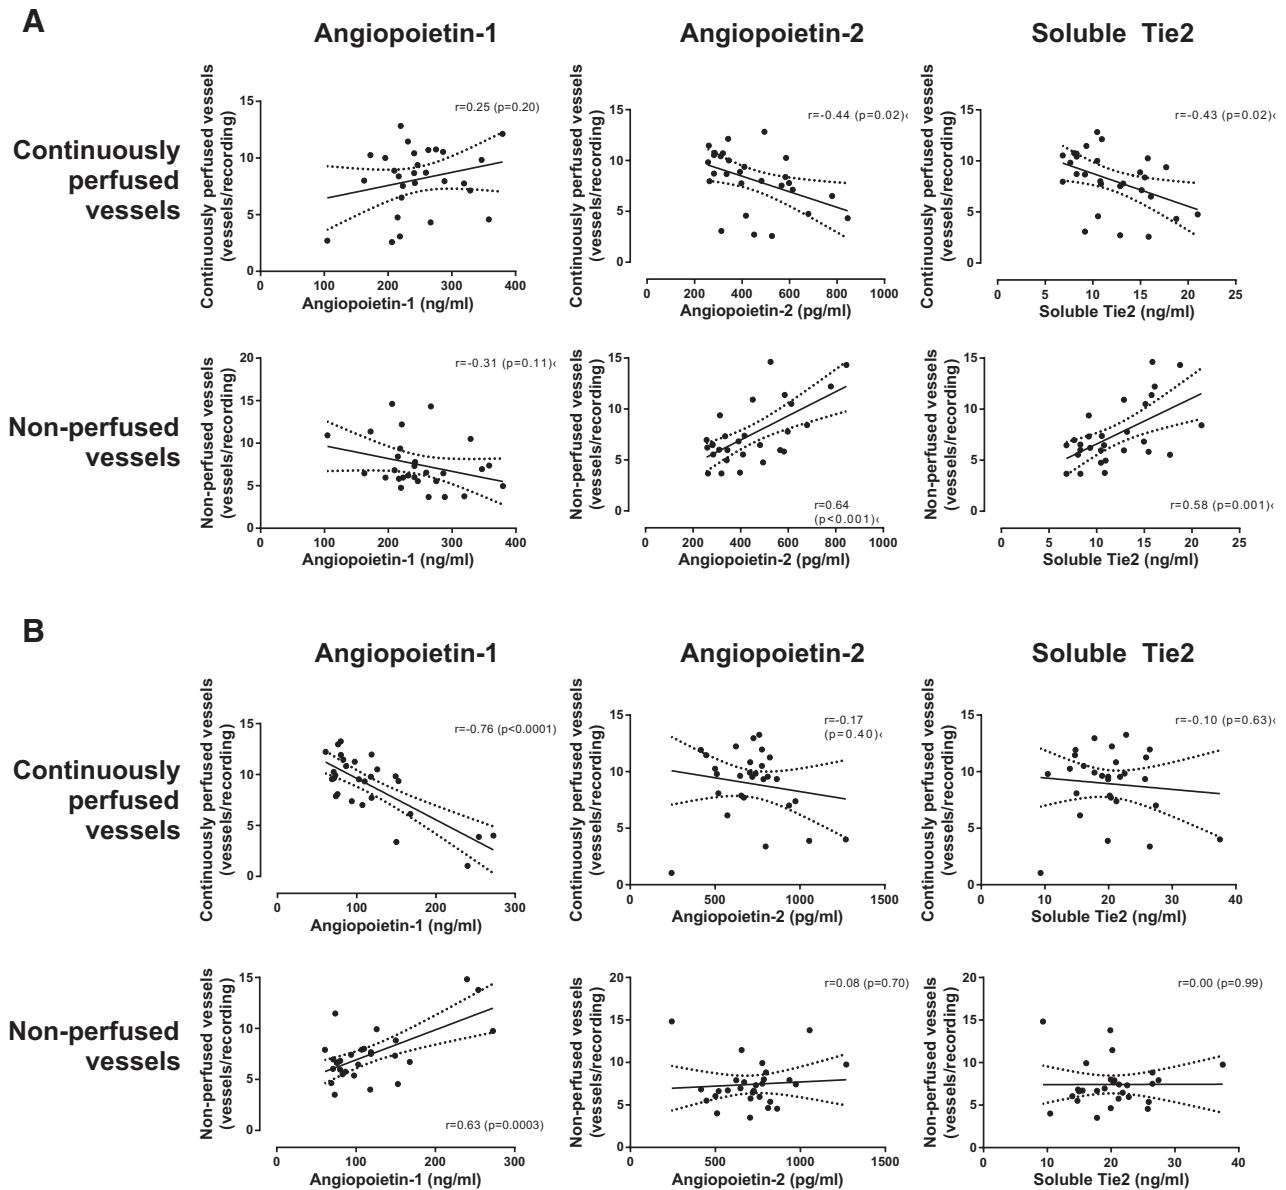 A
Angiopoietin-1 Angiopoietin-2 Soluble Tie2
Continuously
perfused
vessels
Continuously perfused vessels
(vessels/recording)
15
10
5
0
r=0.25 (p=0.20)
0 100 200 300 400
Angiopoietin-1 (ng/ml)
Continuously perfused vessels
(vessels/recording)
15
10
5
0
r=-0.44 (p=0.02)‹
0 200 400 600 800 1000
Angiopoietin-2 (pg/ml)
Continuously perfused vessels
(vessels/recording)
15
10
5
0
r=-0.43 (p=0.02)‹
0 5 10 15 20 25
Soluble Tie2 (ng/ml)
Non-perfused
vessels
Non-perfused vessels
(vessels/recording)
20
15
10
5
0
r=-0.31 (p=0.11)‹
0 100 200 300 400
Angiopoietin-1 (ng/ml)
Non-perfused vessels
(vessels/recording)
15
10
5
0
r=0.64
(p<0.001)‹
0 200 400 600 800 1000
Angiopoietin-2 (pg/ml)
Non-perfused vessels
(vessels/recording)
15
10
5
0
r=0.58 (p=0.001)‹
0 5 10 15 20 25
Soluble Tie2 (ng/ml)
B
Angiopoietin-1 Angiopoietin-2 Soluble Tie2
Continuously
perfused
vessels
Continuously perfused vessels
(vessels/recording)
15
10
5
0
r=-0.76 (p<0.0001)
0 100 200 300
Angiopoietin-1 (ng/ml)
Continuously perfused vessels
(vessels/recording)
15
10
5
0
r=-0.17
(p=0.40)‹
0 500 1000 1500
Angiopoietin-2 (pg/ml)
Continuously perfused vessels
(vessels/recording)
15
10
5
0
r=-0.10 (p=0.63)‹
0 10 20 30 40
Soluble Tie2 (ng/ml)
Non-perfused
vessels
Non-perfused vessels
(vessels/recording)
15
10
5
0
r=0.63 (p=0.0003)
0 100 200 300
Angiopoietin-1 (ng/ml)
Non-perfused vessels
(vessels/recording)
20
15
10
5
0
r=0.08 (p=0.70)
0 500 1000 1500
Angiopoietin-2 (pg/ml)
Non-perfused vessels
(vessels/recording)
20
15
10
5
0
r=0.00 (p=0.99)
0 10 20 30 40
Soluble Tie2 (ng/ml)